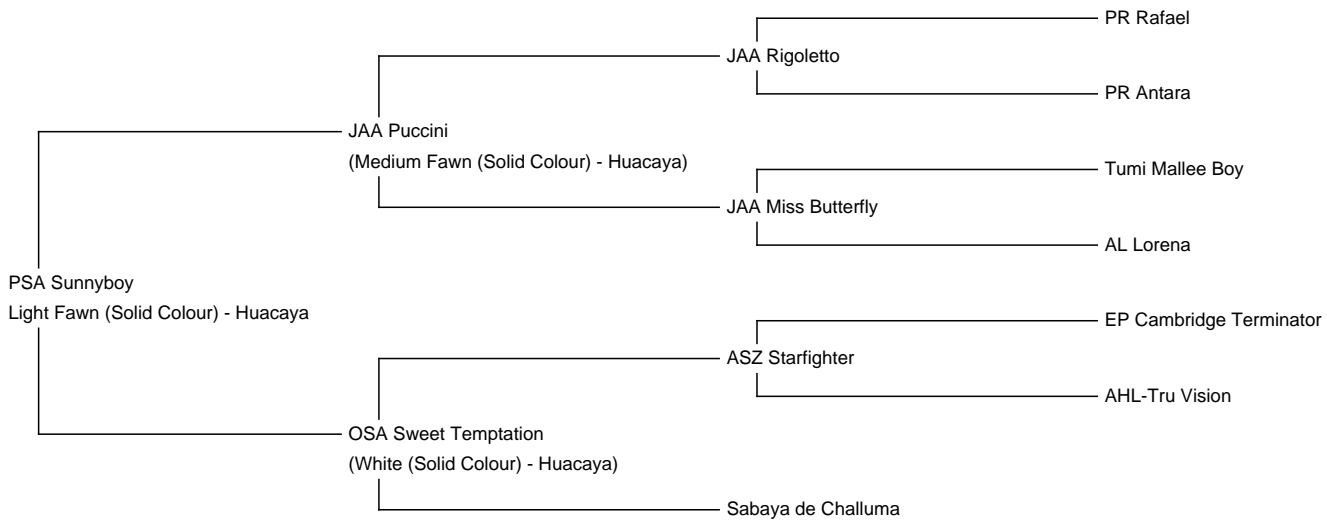 PR Rafael
JAA Rigoletto
PR Antara
JAA Puccini
(Medium Fawn (Solid Colour) - Huacaya)
Tumi Mallee Boy
JAA Miss Butterfly
AL Lorena
PSA Sunnyboy
Light Fawn (Solid Colour) - Huacaya
EP Cambridge Terminator
ASZ Starfighter
AHL-Tru Vision
OSA Sweet Temptation
(White (Solid Colour) - Huacaya)
Sabaya de Challuma